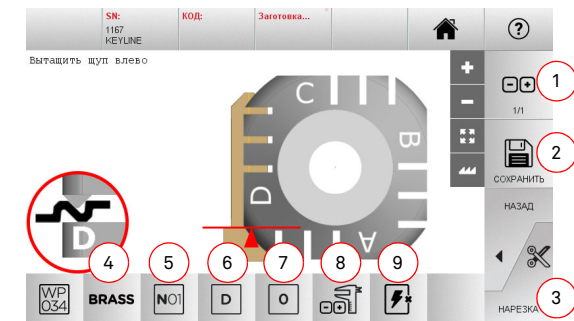 SN:
1167
KEYLINE
КОД:
Заготовка...
?
Вытащить щуп влево
1/1
1
СОХРАНИТЬ
2
НАЗАД
НАРЕЗКА
3
C
B
A
D
D
WP
034
BRASS
4
NO1
5
D
6
0
7
8
9